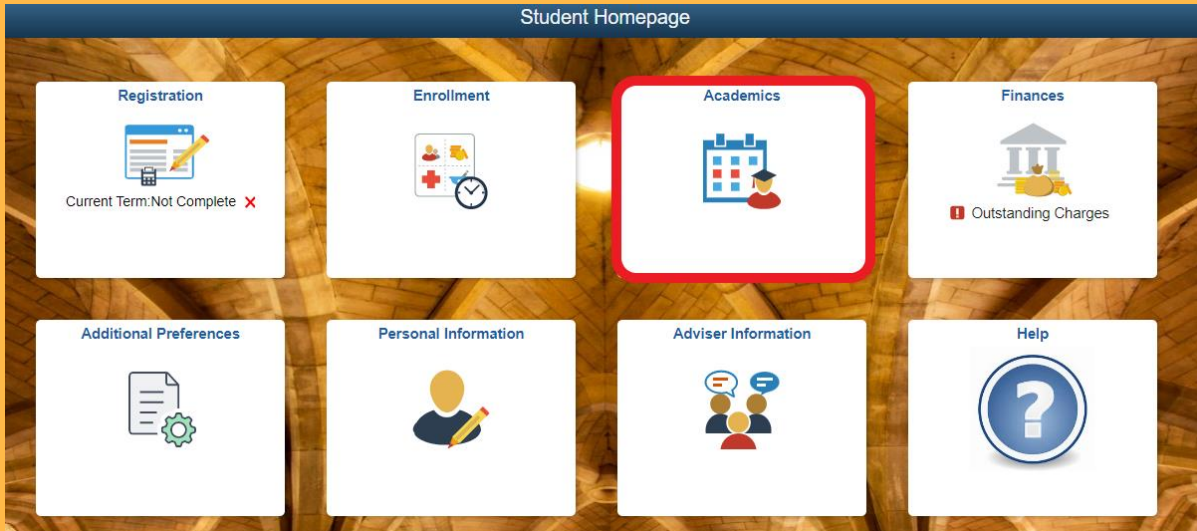 Student Homepage
Registration
Current Term:Not Complete
Enrollment
Academics
Finances
Outstanding Charges
Additional Preferences
Personal Information
Adviser Information
Help
?